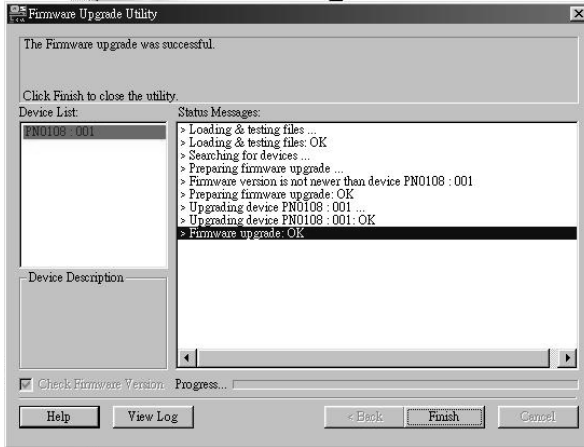 Firmware Upgrade Utility
The Firmware upgrade was successful.
Click Finish to close the utility.
Device List:
Status Messages:
PN0108 : 001
> Loading & testing files ...
> Loading & testing files: OK
> Searching for devices ...
> Preparing firmware upgrade ...
> Firmware version is not newer than device PN0108 : 001
> Preparing firmware upgrade: OK
> Upgrading device PN0108 : 001 ...
> Upgrading device PN0108 : 001: OK
> Firmware upgrade: OK
Device Description
Check Firmware Version
Progress...
Help
View Log
< Back
Finish
Cancel